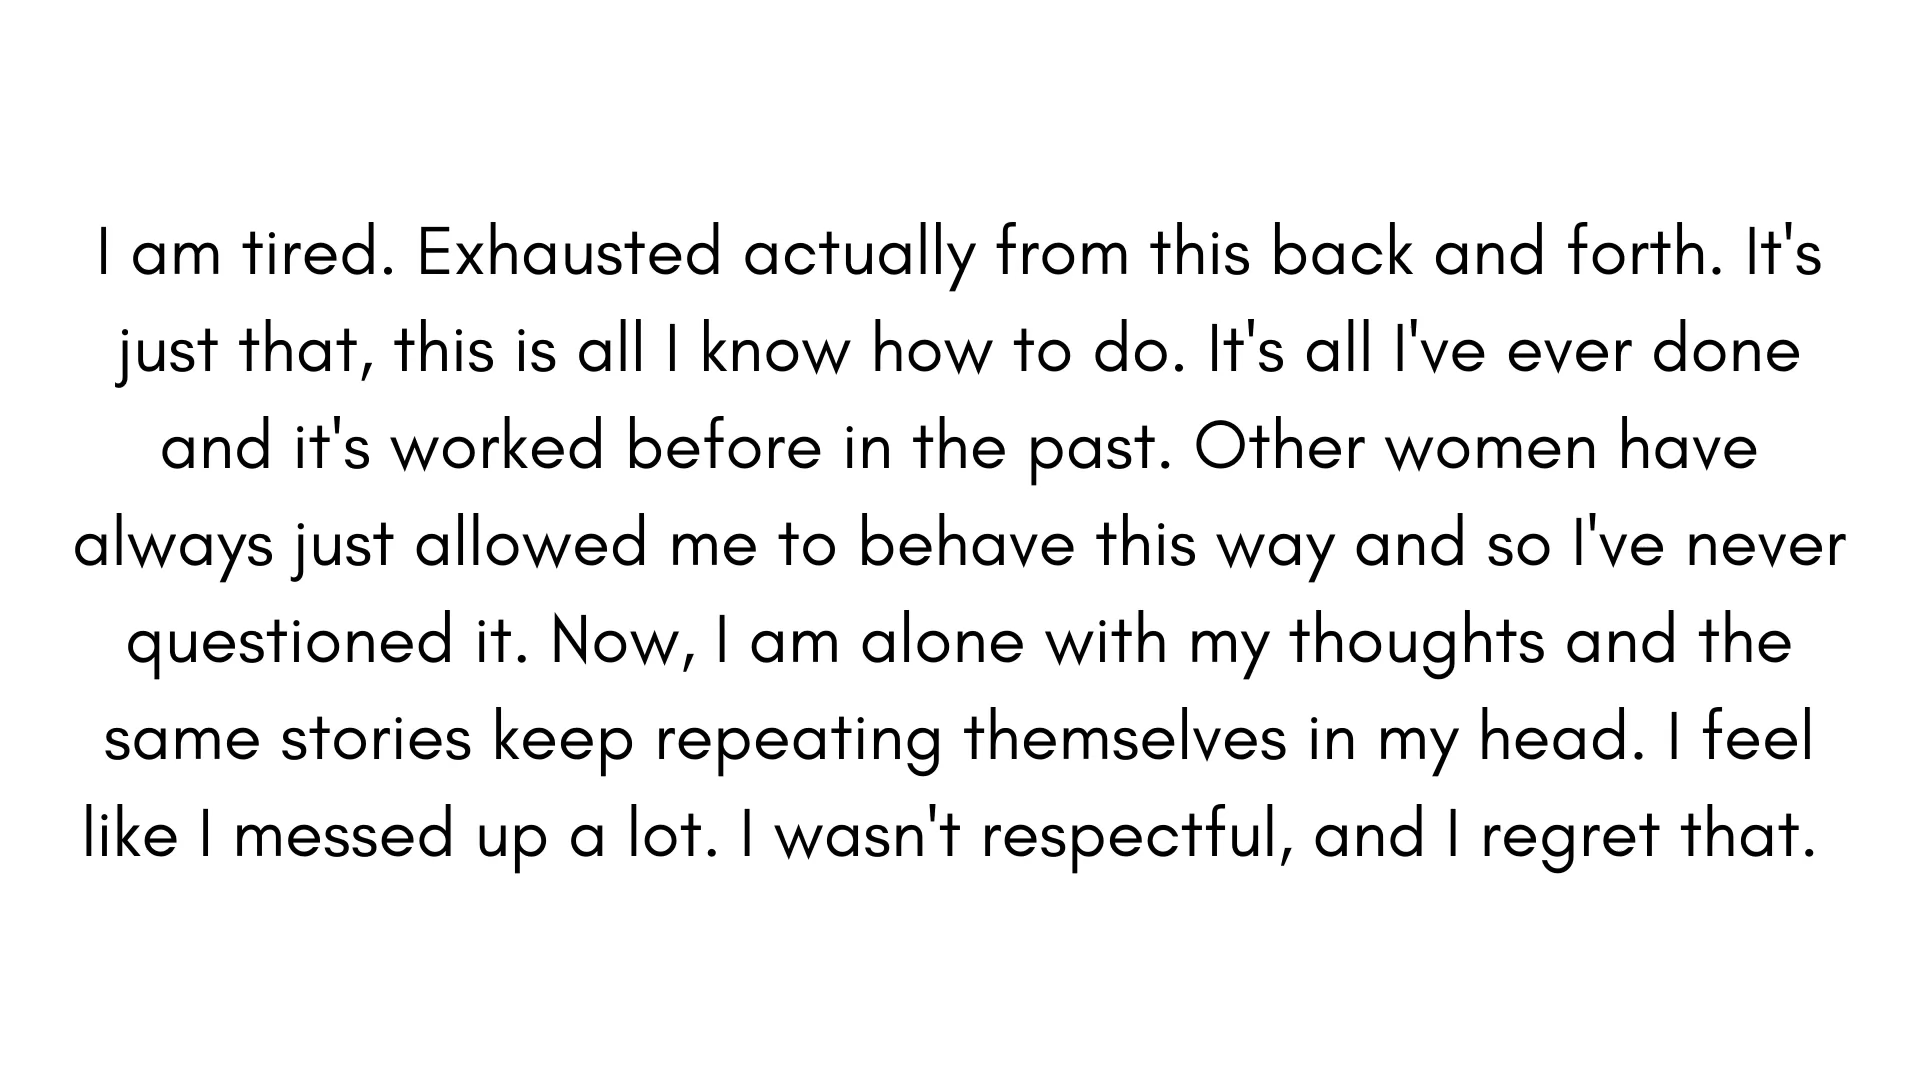 I am tired. Exhausted actually from this back and forth. It's
just that, this is all I know how to do. It's all I've ever done
and it's worked before in the past. Other women have
always just allowed me to behave this way and so I've never
questioned it. Now, I am alone with my thoughts and the
same stories keep repeating themselves in my head. I feel
like I messed up a lot. I wasn't respectful, and I regret that.